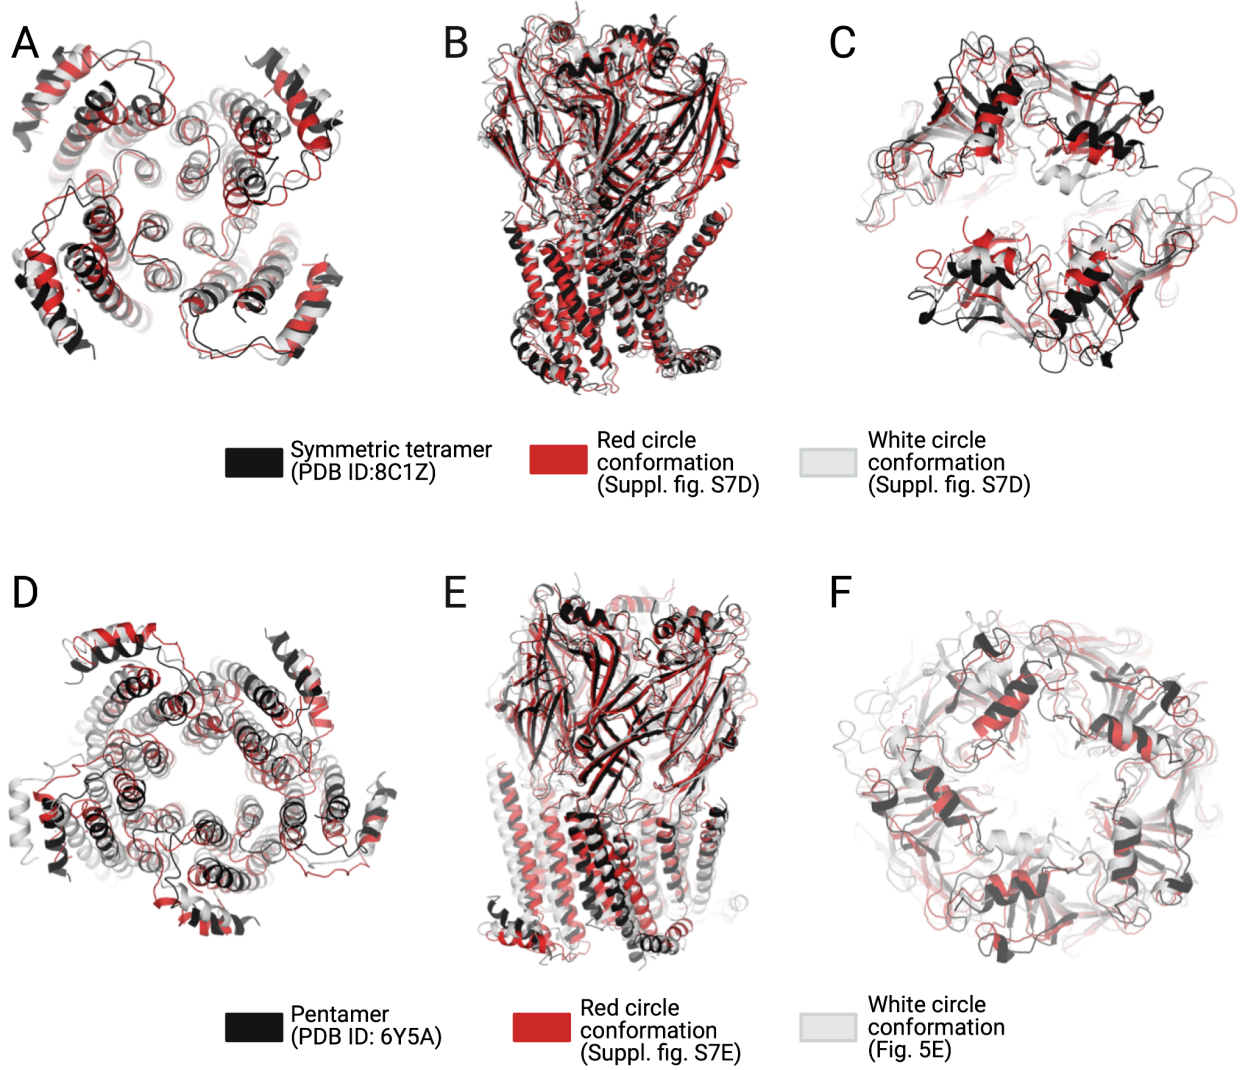 A
B
C
Symmetric tetramer
(PDB ID:8C1Z)
Red circle
conformation
(Suppl. fig. S7D)
White circle
conformation
(Suppl. fig. S7D)
D
E
F
Pentamer
(PDB ID: 6Y5A)
Red circle
conformation
(Suppl. fig. S7E)
White circle
conformation
(Fig. 5E)